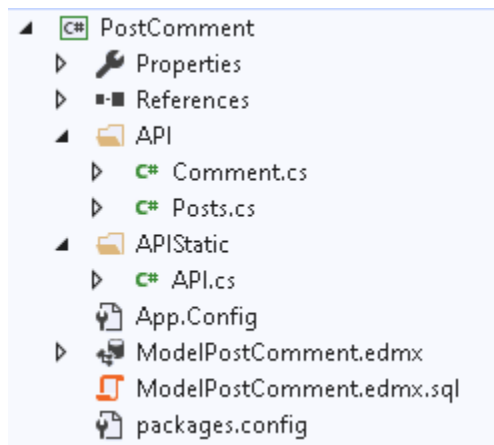 C# PostComment
Properties
References
API
C# Comment.cs
C# Posts.cs
APIStatic
C# API.cs
App.Config
ModelPostComment.edmx
ModelPostComment.edmx.sql
packages.config